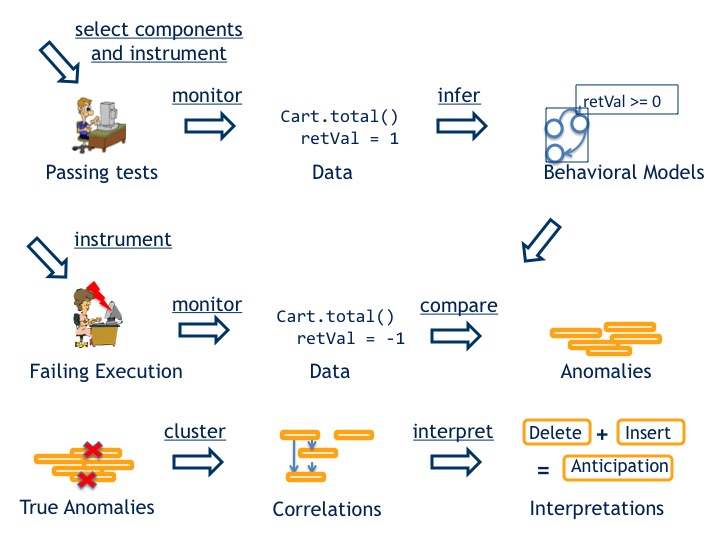 select components
and instrument
monitor
infer
Cart.total()
retVal = 1
retVal >= 0
Passing tests
Data
Behavioral Models
instrument
monitor
compare
Cart.total()
retVal = -1
Failing Execution
Data
Anomalies
cluster
interpret
Delete + Insert
= Anticipation
True Anomalies
Correlations
Interpretations